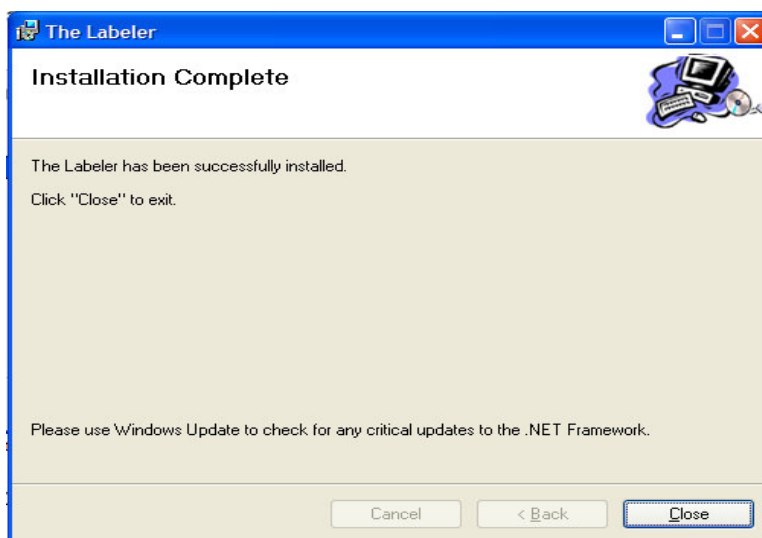 The Labeler
Installation Complete
The Labeler has been successfully installed.
Click "Close" to exit.
Please use Windows Update to check for any critical updates to the .NET Framework.
Cancel < Back Close